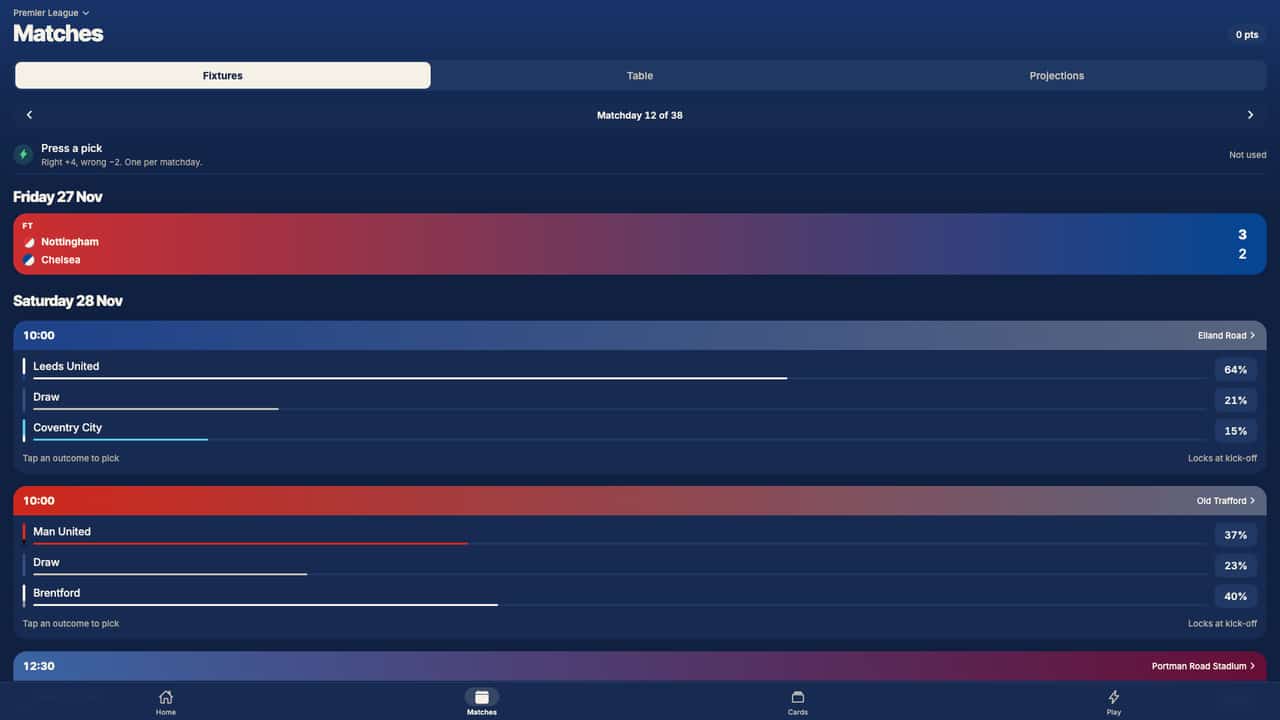 Premier League
Matches
0 pts
Fixtures
Table
Projections
Matchday 12 of 38
Press a pick
Right +4, wrong −2. One per matchday.
Not used
Friday 27 Nov
FT
Nottingham
3
Chelsea
2
Saturday 28 Nov
10:00
Elland Road
Leeds United
64%
Draw
21%
Coventry City
15%
Tap an outcome to pick
Locks at kick-off
10:00
Old Trafford
Man United
37%
Draw
23%
Brentford
40%
Tap an outcome to pick
Locks at kick-off
12:30
Portman Road Stadium
Home
Matches
Cards
Play